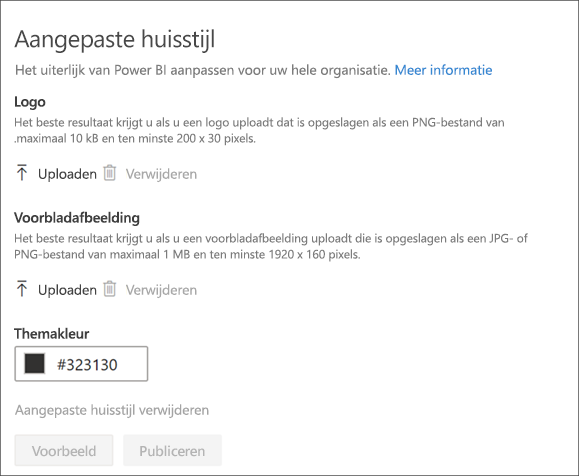 Aangepaste huisstijl
Het uiterlijk van Power BI aanpassen voor uw hele organisatie. Meer informatie
Logo
Het beste resultaat krijgt u als u een logo uploadt dat is opgeslagen als een PNG-bestand van
.maximaal 10 kB en ten minste 200 x 30 pixels.
Uploaden Verwijderen
Voorbladafbeelding
Het beste resultaat krijgt u als u een voorbladafbeelding uploadt die is opgeslagen als een JPG- of
PNG-bestand van maximaal 1 MB en ten minste 1920 x 160 pixels.
Uploaden Verwijderen
Themakleur
#323130
Aangepaste huisstijl verwijderen
Voorbeeld Publiceren